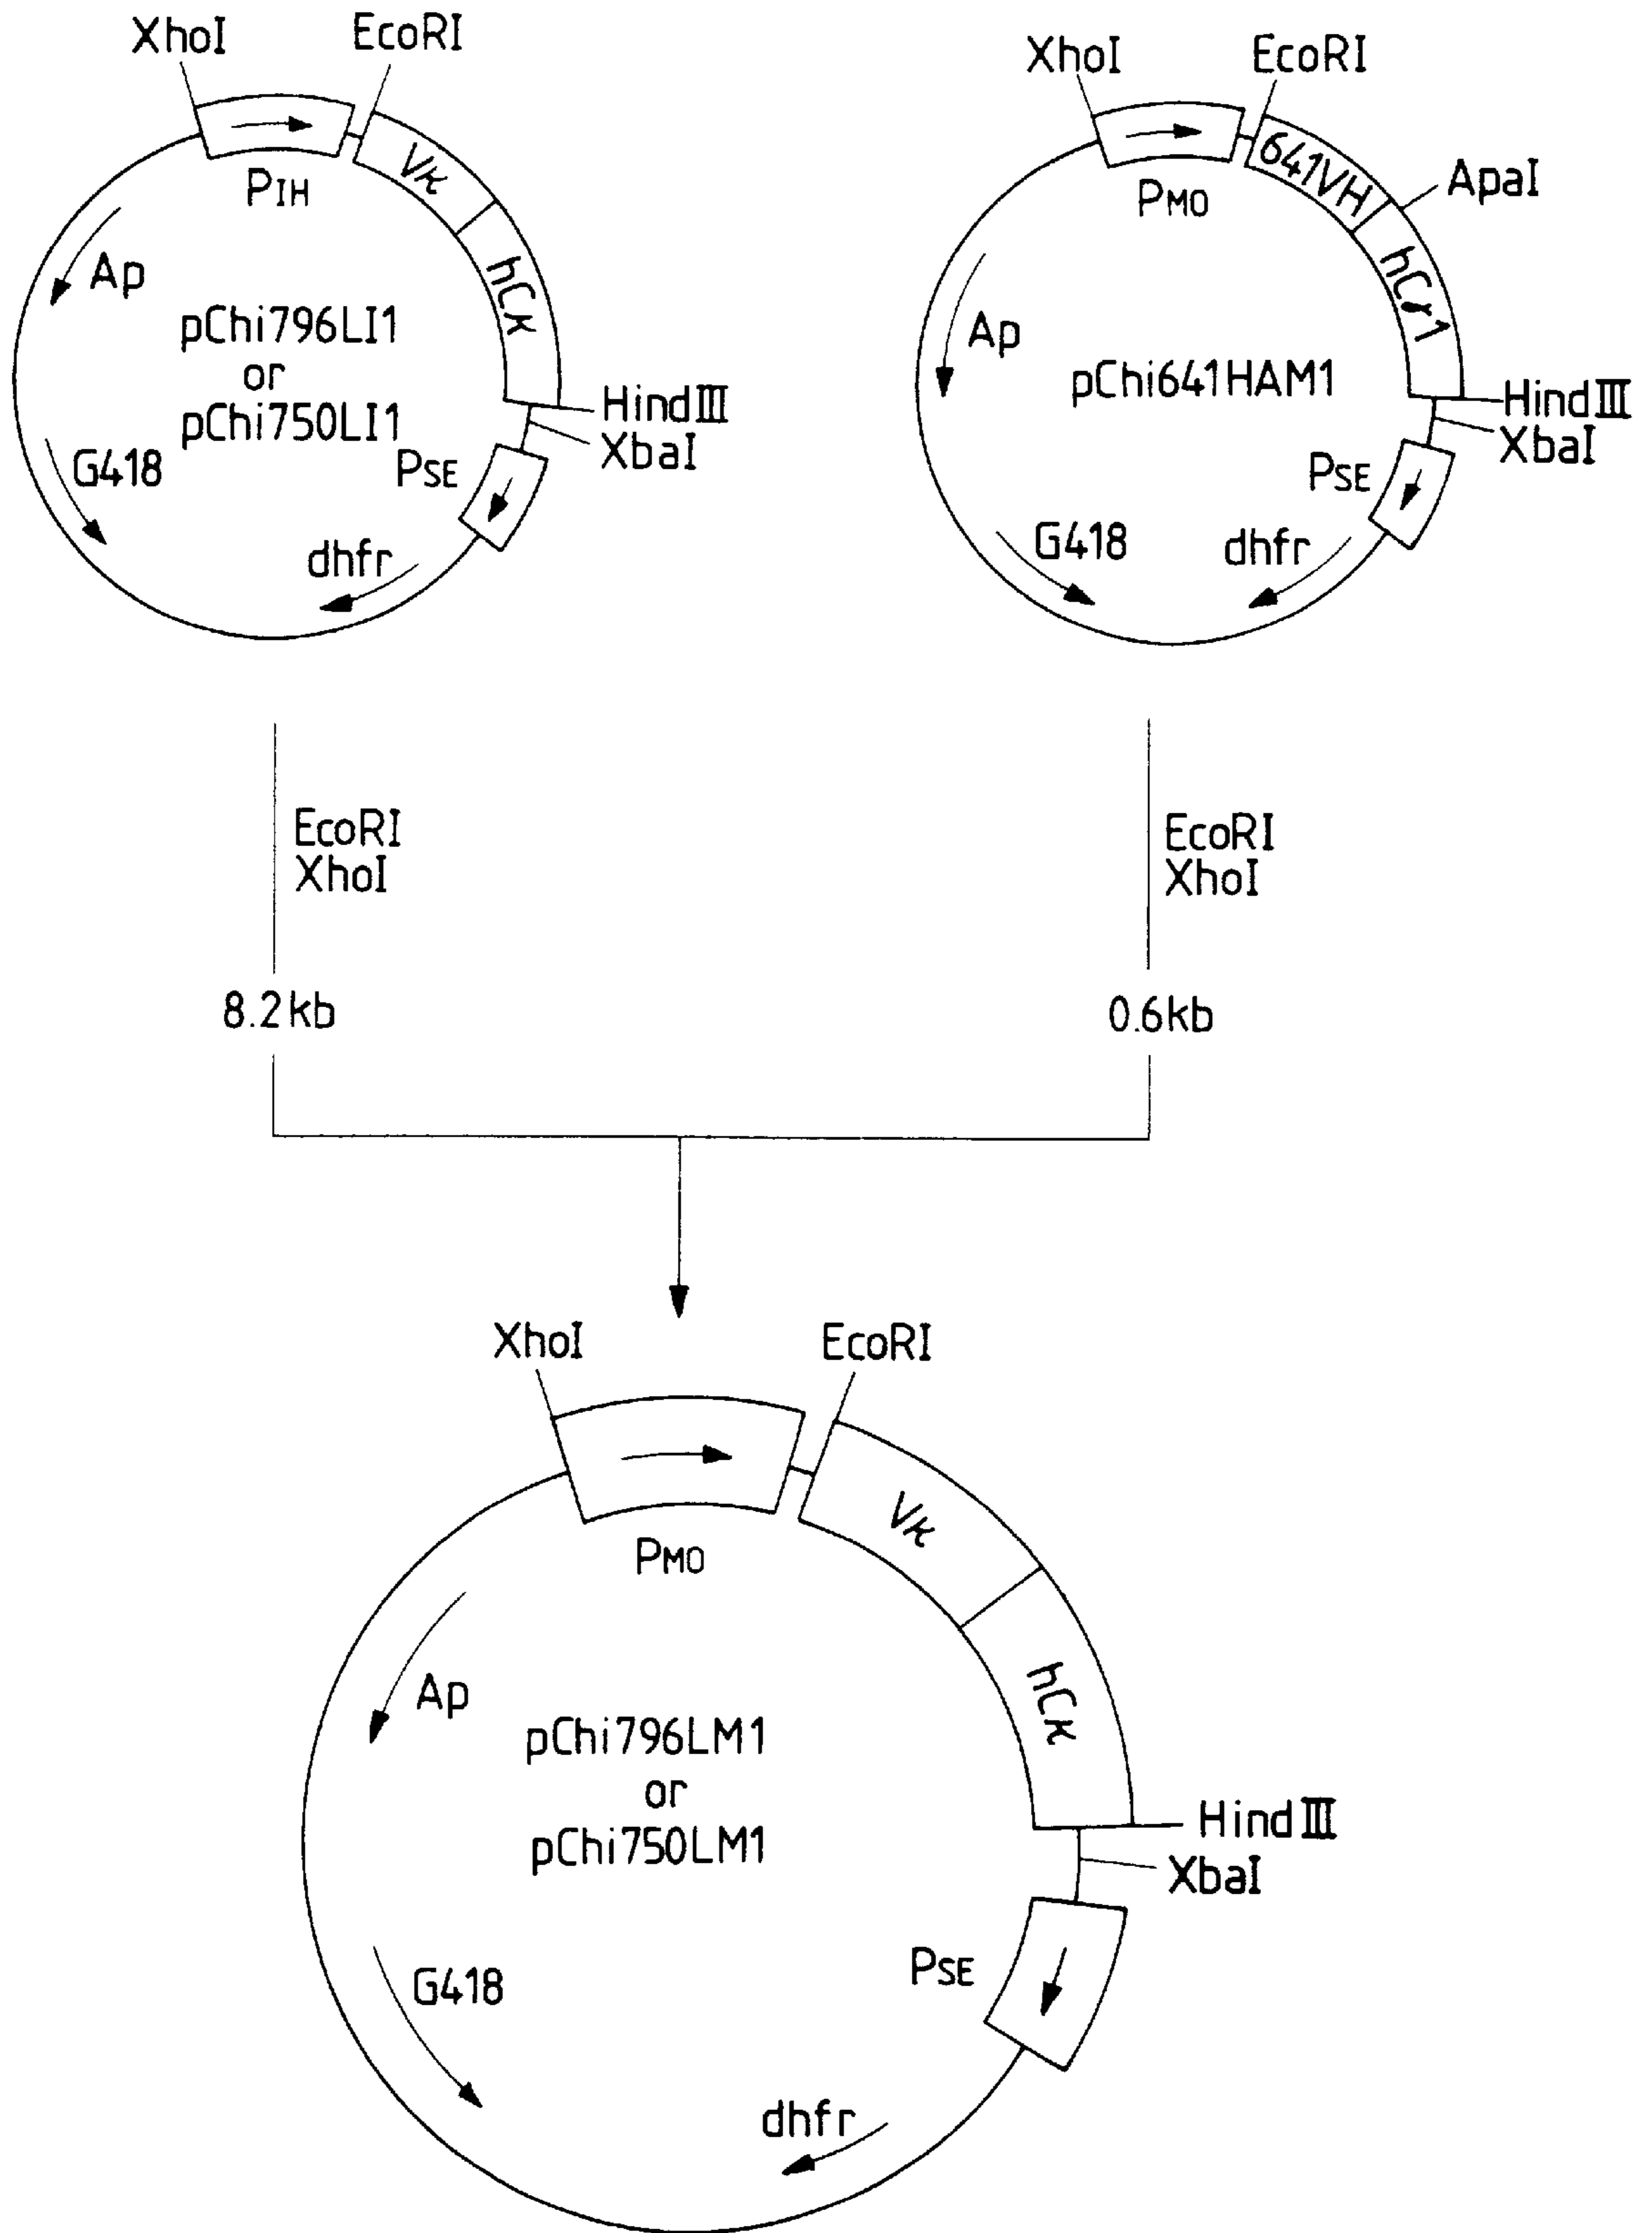 XhoI
EcoRI
PIH
Vκ
hCκ
Ap
pChi796LI1
or
pChi750LI1
HindIII
XbaI
G418
PSE
dhfr
XhoI
EcoRI
PMO
641VH
ApaI
hCγ1
Ap
pChi641HAM1
HindIII
XbaI
PSE
G418
dhfr
EcoRI
XhoI
8.2kb
EcoRI
XhoI
0.6kb
XhoI
EcoRI
PMO
Vκ
hCκ
Ap
pChi796LM1
or
pChi750LM1
HindIII
XbaI
PSE
G418
dhfr